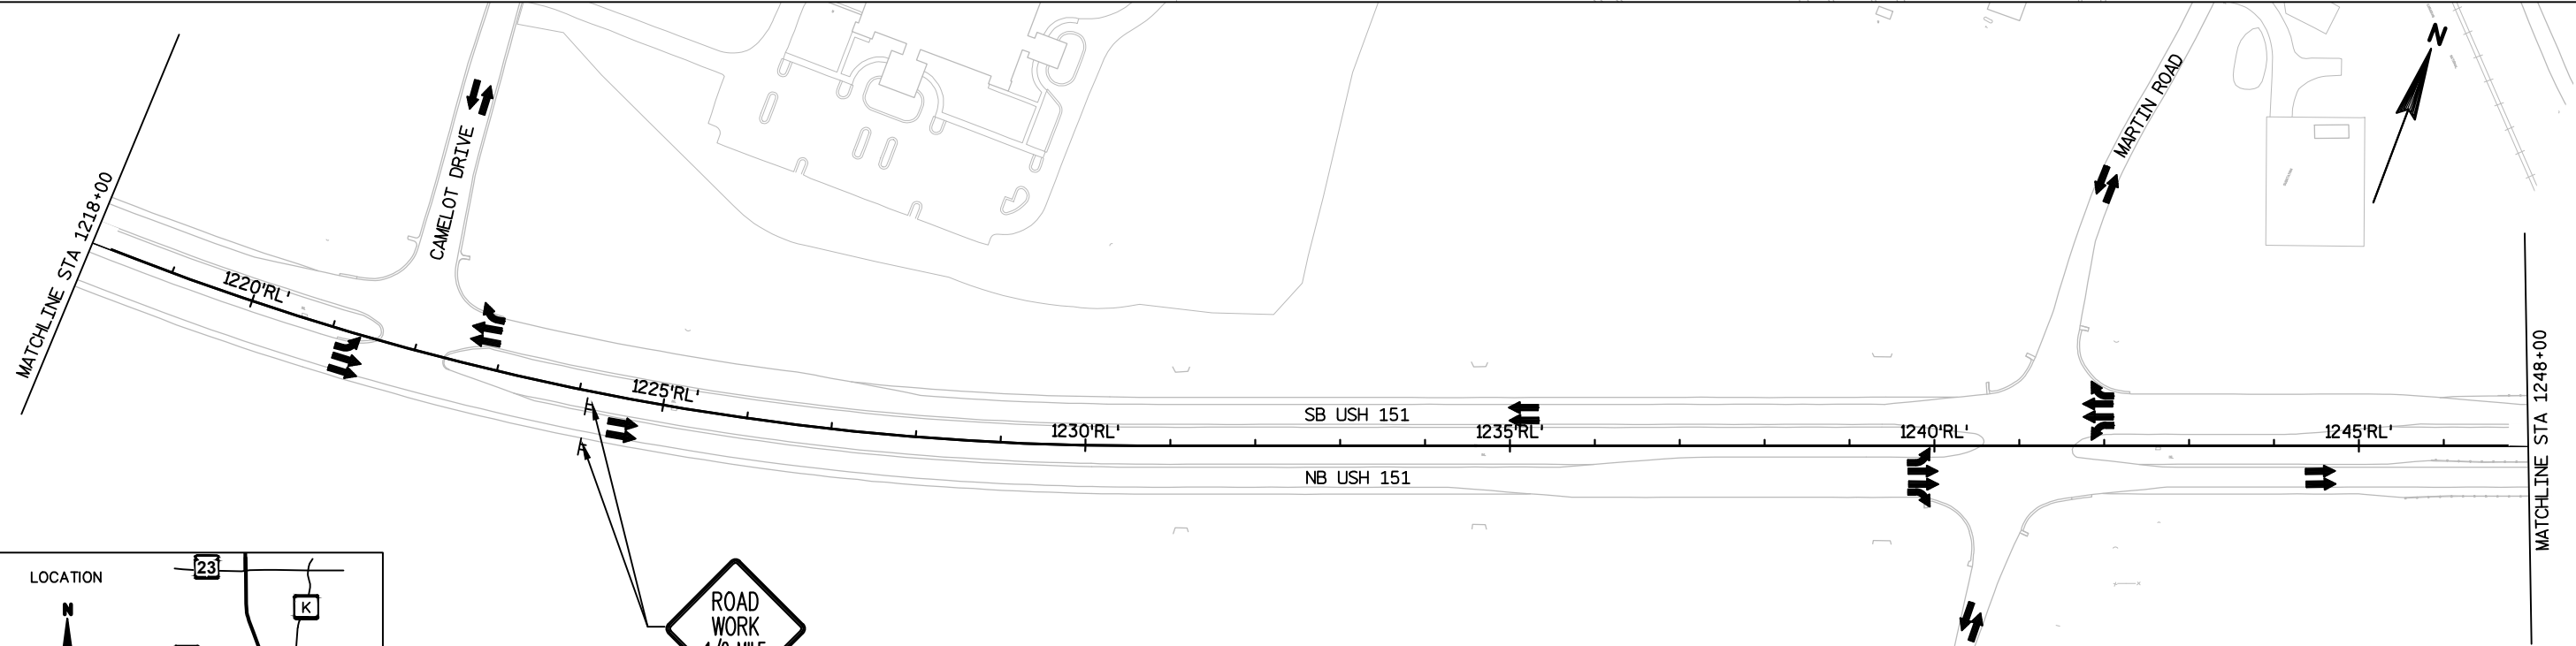 MATCHLINE STA 1218+00
CAMELOT DRIVE
MARTIN ROAD
N
1220'RL'
1225'RL'
1230'RL'
1235'RL'
1240'RL'
1245'RL'
SB USH 151
NB USH 151
MATCHLINE STA 1248+00
LOCATION
N
23
K
ROAD
WORK